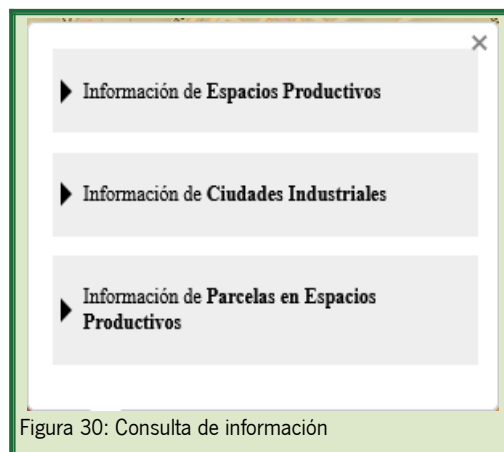 Información de Espacios Productivos
Información de Ciudades Industriales
Información de Parcelas en Espacios
Productivos
Figura 30: Consulta de información